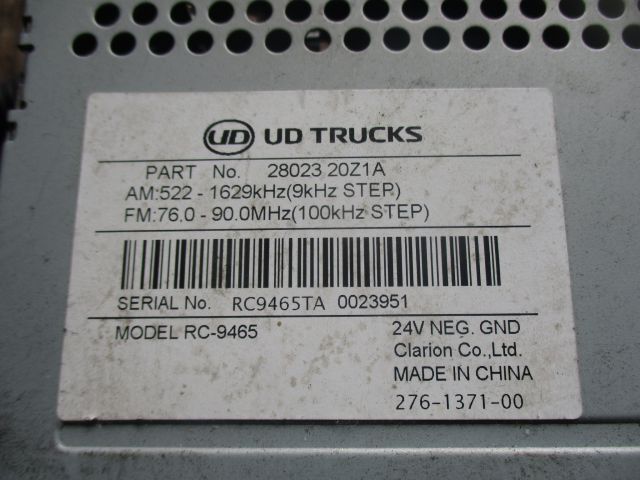 UD UD TRUCKS
PART No. 28023 20Z1A
AM:522 - 1629kHz(9kHz STEP)
FM:76.0 - 90.0MHz(100kHz STEP)
SERIAL No. RC9465TA 0023951
MODEL RC-9465 24V NEG. GND
Clarion Co.,Ltd.
MADE IN CHINA
276-1371-00